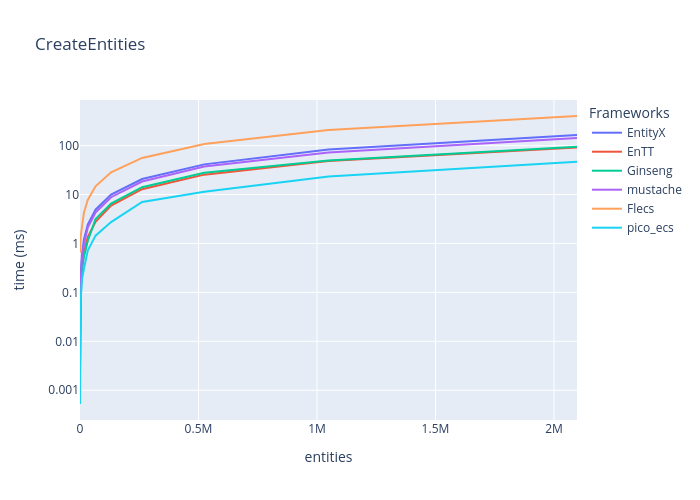 CreateEntities
Frameworks
EntityX
EnTT
Ginseng
mustache
Flecs
pico_ecs
100
10
1
0.1
0.01
0.001
time (ms)
0
0.5M
1M
1.5M
2M
entities